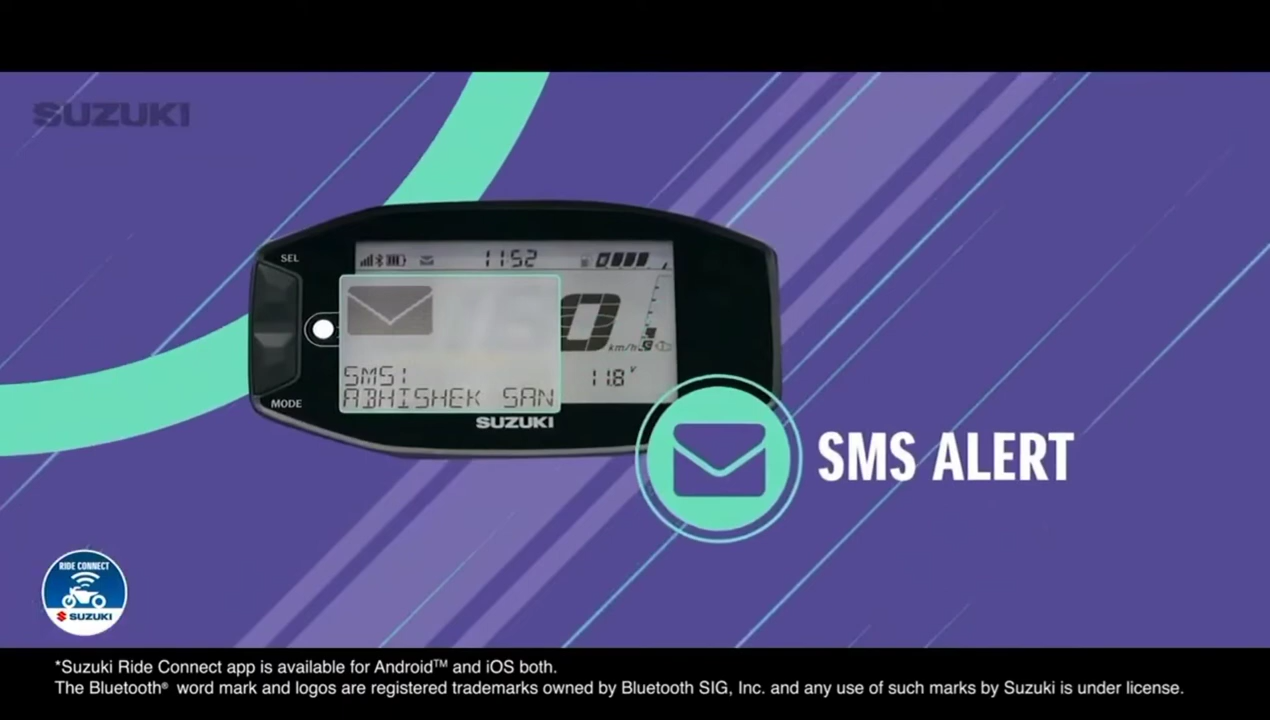 SUZUKI
SEL
11:52
0
km/h
11.8 V
SMS:
ABHISHEK SAN
MODE
SUZUKI
SMS ALERT
RIDE CONNECT
SUZUKI
*Suzuki Ride Connect app is available for Android™ and iOS both.
The Bluetooth® word mark and logos are registered trademarks owned by Bluetooth SIG, Inc. and any use of such marks by Suzuki is under license.